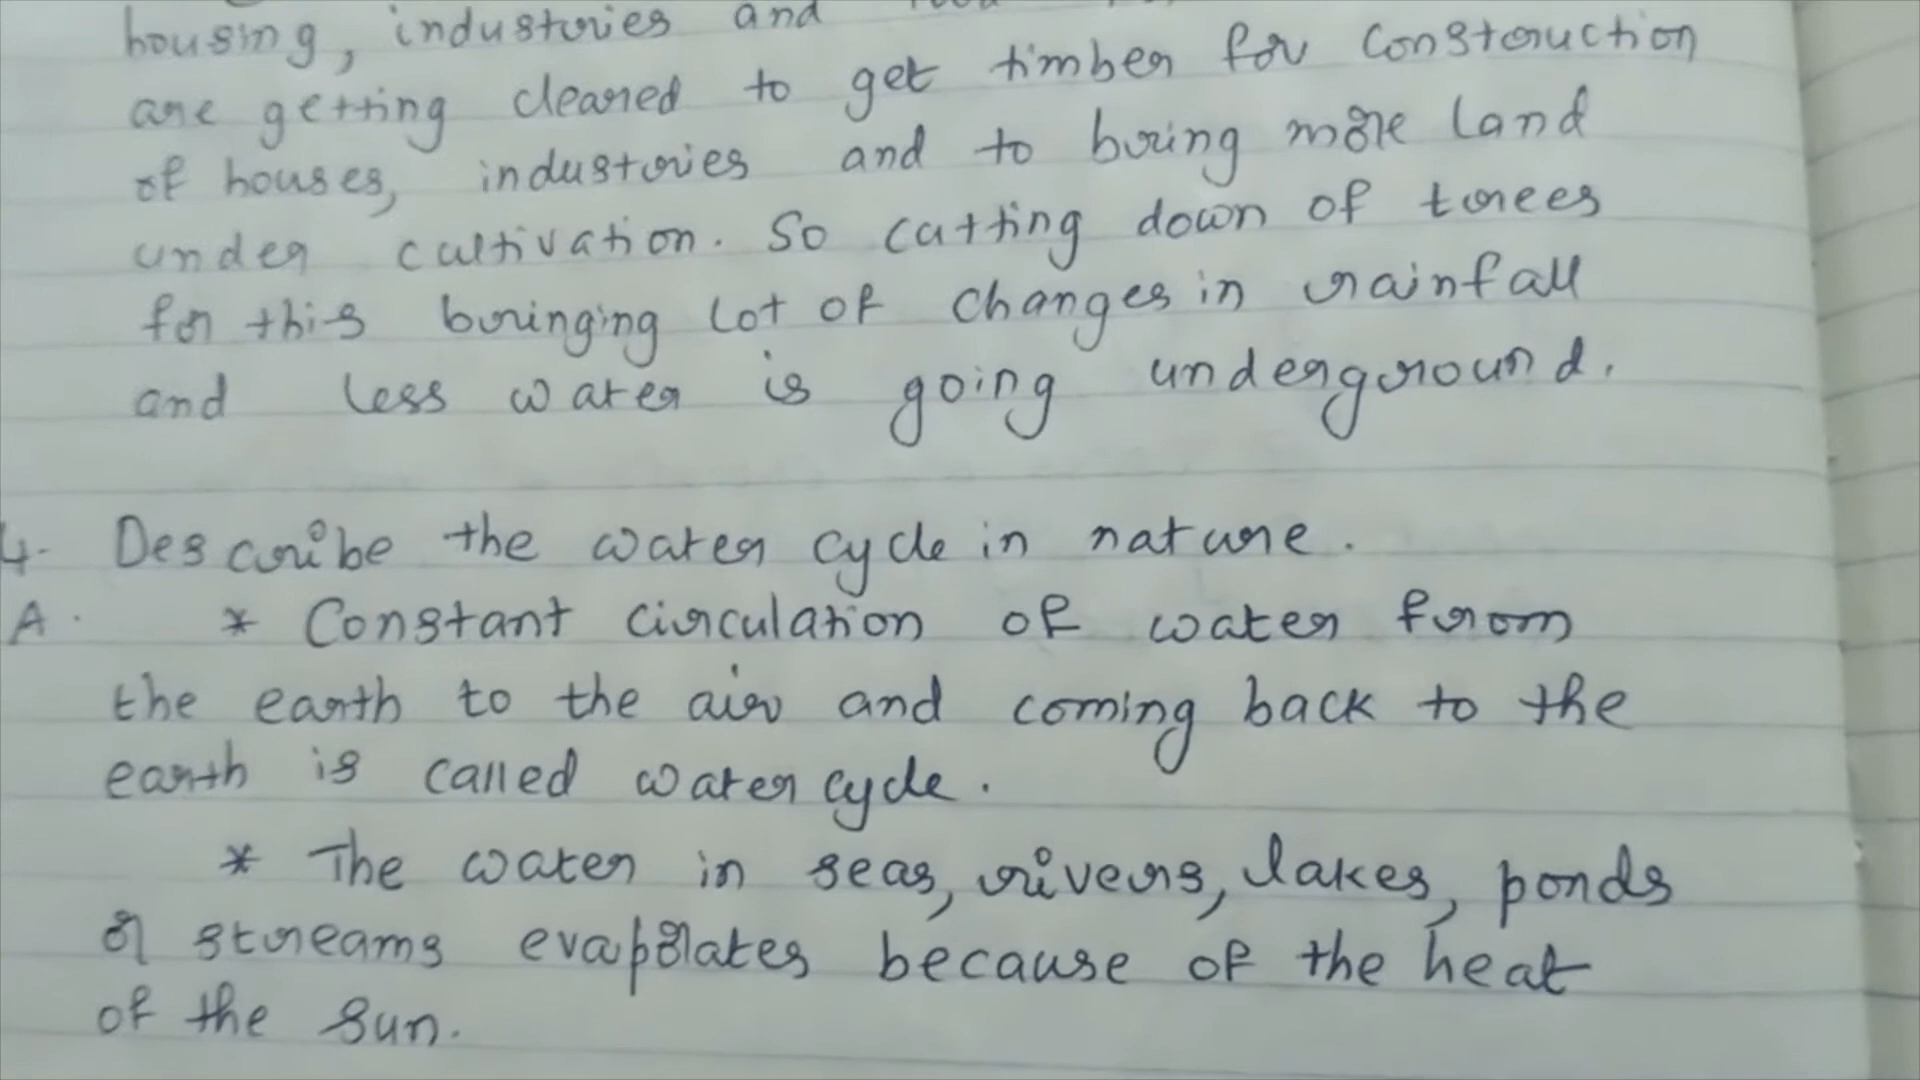 housing, industries and
are getting cleared to get timber for construction
of houses, industries and to bring more land
under cultivation. So cutting down of trees
for this bringing lot of changes in rainfall
and less water is going underground.
4. Describe the water cycle in nature.
A. * Constant circulation of water from
the earth to the air and coming back to the
earth is called water cycle.
* The water in seas, rivers, lakes, ponds
or streams evaporates because of the heat
of the sun.